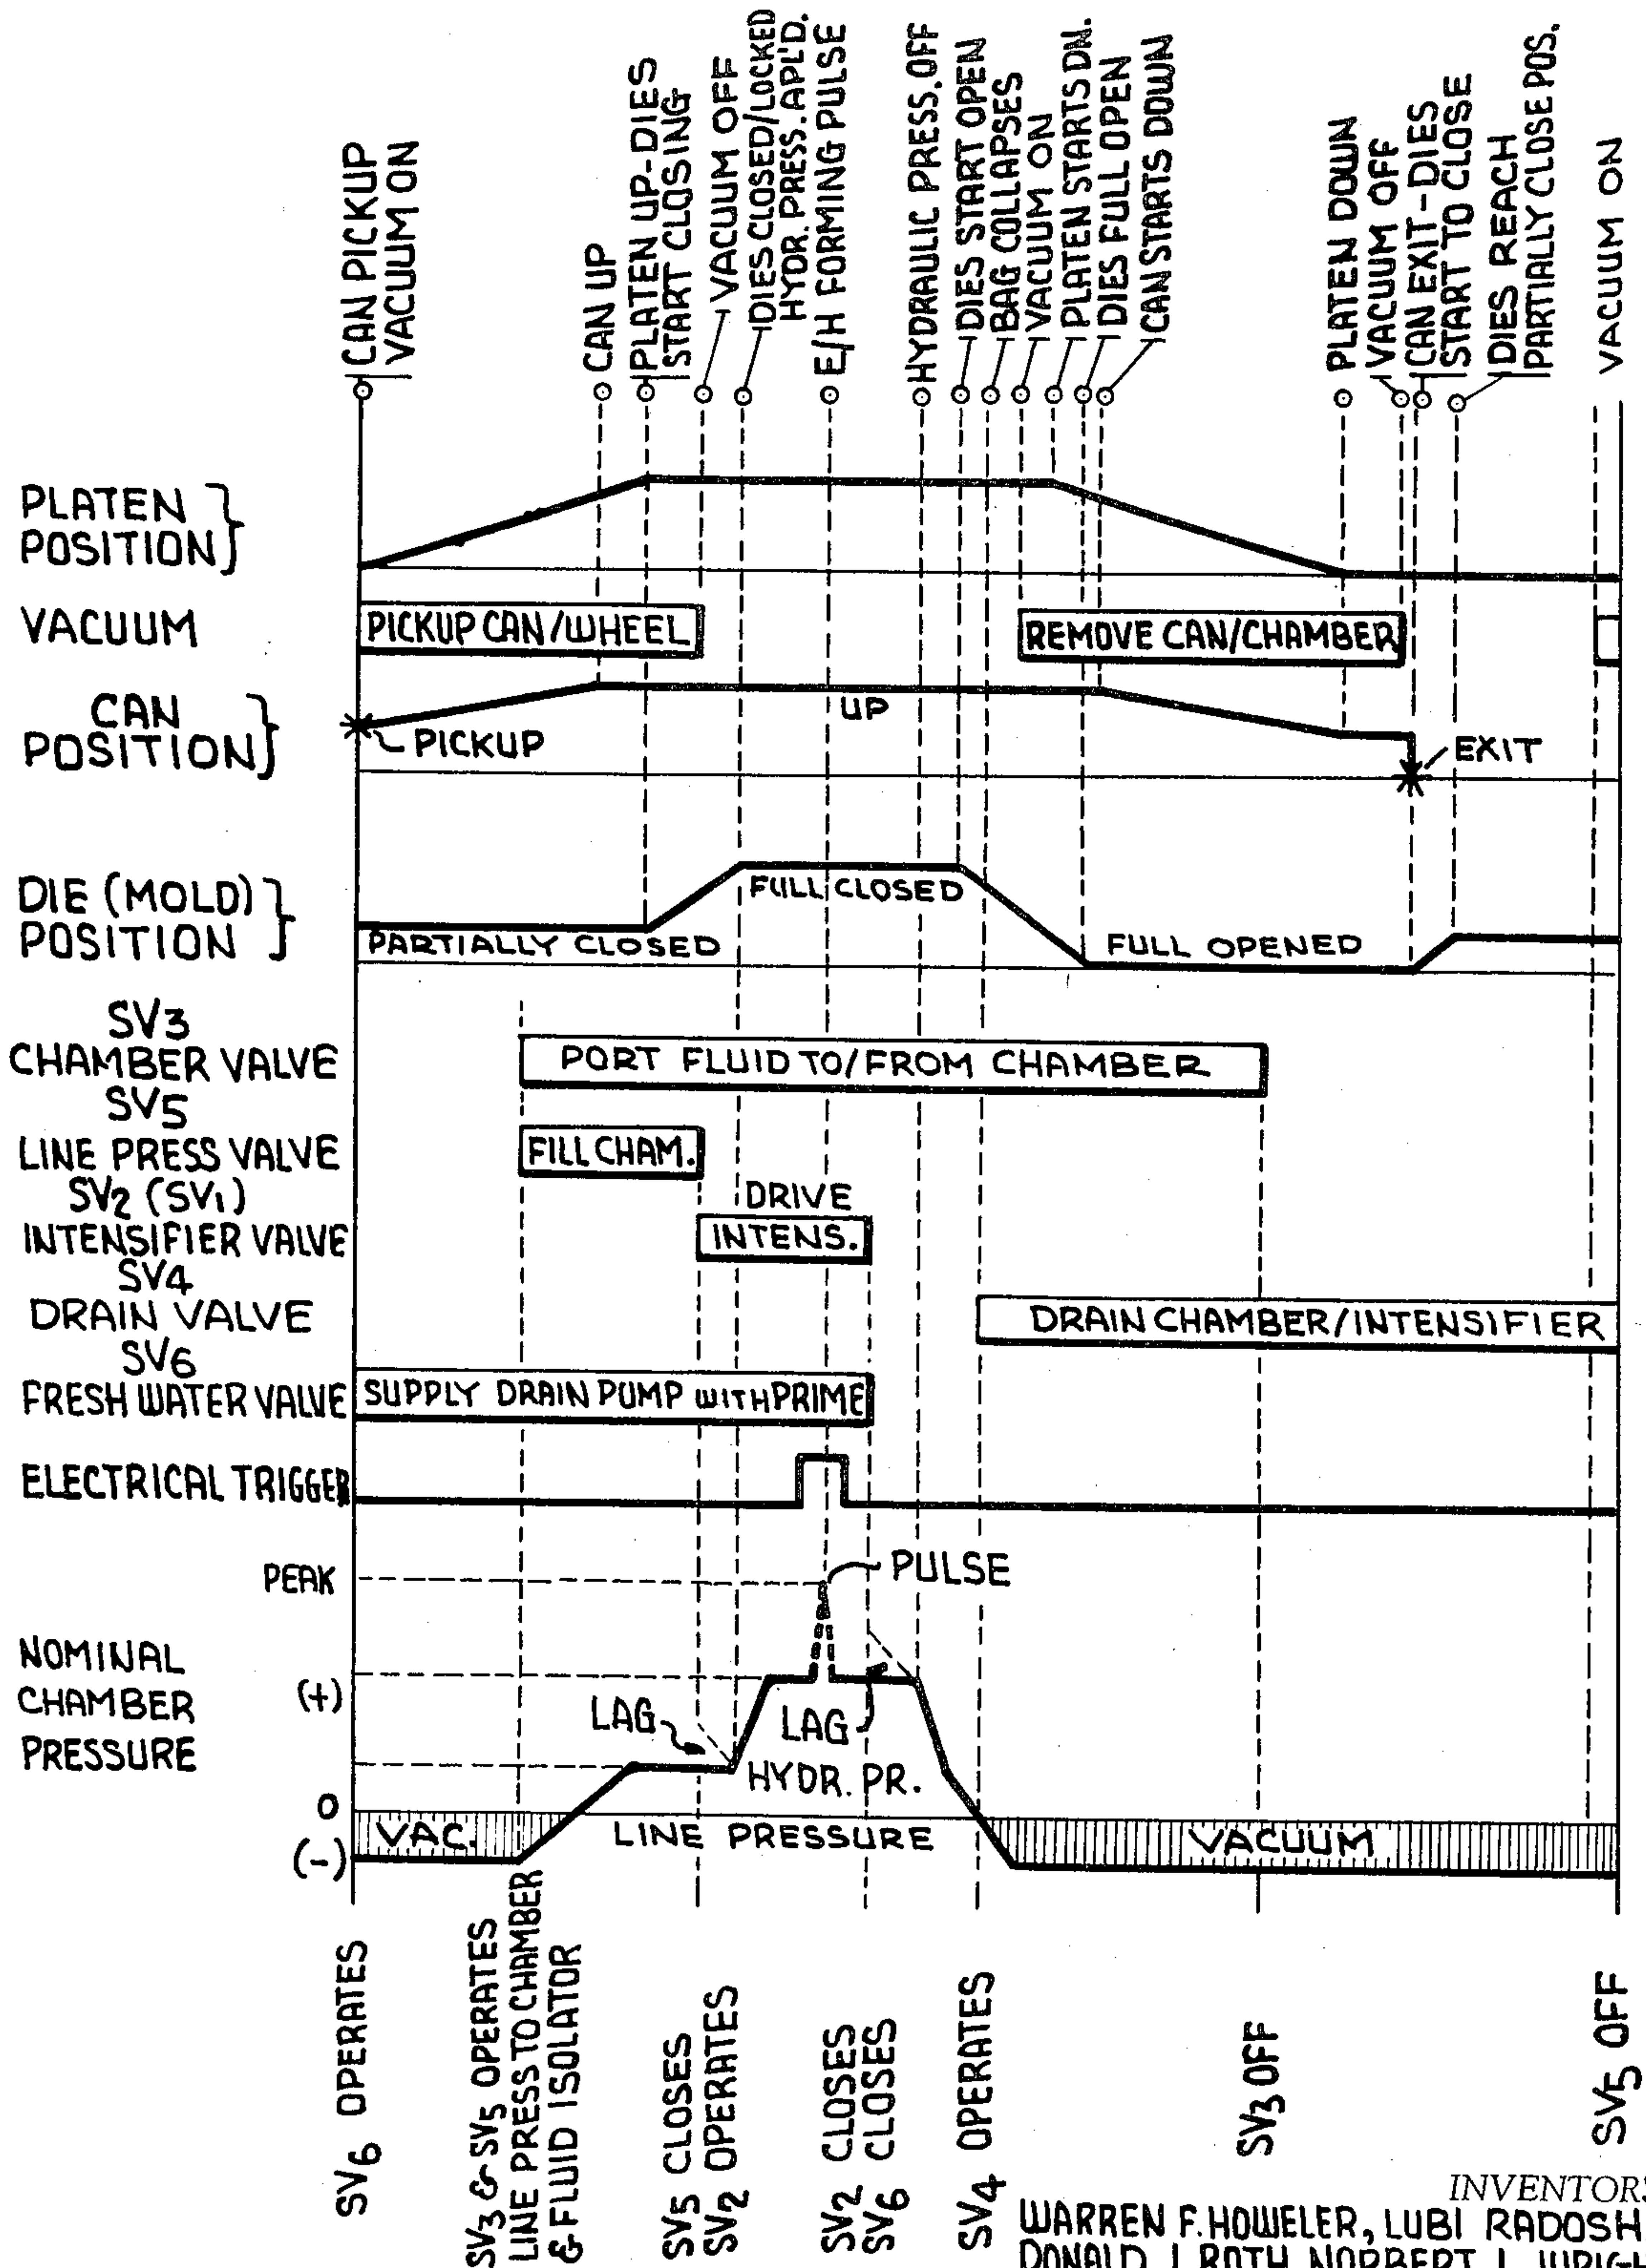 CAN PICKUP
VACUUM ON
CAN UP
PLATEN UP-DIES
START CLOSING
VACUUM OFF
DIES CLOSED/LOCKED
HYDR. PRESS. APL'D.
E/H FORMING PULSE
HYDRAULIC PRESS. OFF
DIES START OPEN
BAG COLLAPSES
VACUUM ON
PLATEN STARTS DN.
DIES FULL OPEN
CAN STARTS DOWN
PLATEN DOWN
VACUUM OFF
CAN EXIT-DIES
START TO CLOSE
DIES REACH
PARTIALLY CLOSE POS.
VACUUM ON
PLATEN
POSITION
VACUUM
PICKUP CAN/WHEEL
REMOVE CAN/CHAMBER
CAN
POSITION
PICKUP
UP
EXIT
DIE (MOLD)
POSITION
PARTIALLY CLOSED
FULL CLOSED
FULL OPENED
SV3
CHAMBER VALVE
PORT FLUID TO/FROM CHAMBER
SV5
LINE PRESS VALVE
FILL CHAM.
SV2 (SV1)
INTENSIFIER VALVE
DRIVE
INTENS.
SV4
DRAIN VALVE
DRAIN CHAMBER/INTENSIFIER
SV6
FRESH WATER VALVE
SUPPLY DRAIN PUMP WITH PRIME
ELECTRICAL TRIGGER
PEAK
PULSE
NOMINAL
CHAMBER
PRESSURE
(+)
0
(-)
LAG
LAG
HYDR. PR.
VAC.
LINE PRESSURE
VACUUM
SV6 OPERATES
SV3 & SV5 OPERATES
LINE PRESS TO CHAMBER
& FLUID ISOLATOR
SV5 CLOSES
SV2 OPERATES
SV2 CLOSES
SV6 CLOSES
SV4 OPERATES
SV3 OFF
SV5 OFF
INVENTORS
WARREN F. HOWELER, LUBI RADOSH
DONALD J. ROTH, NORBERT L. WRIGH